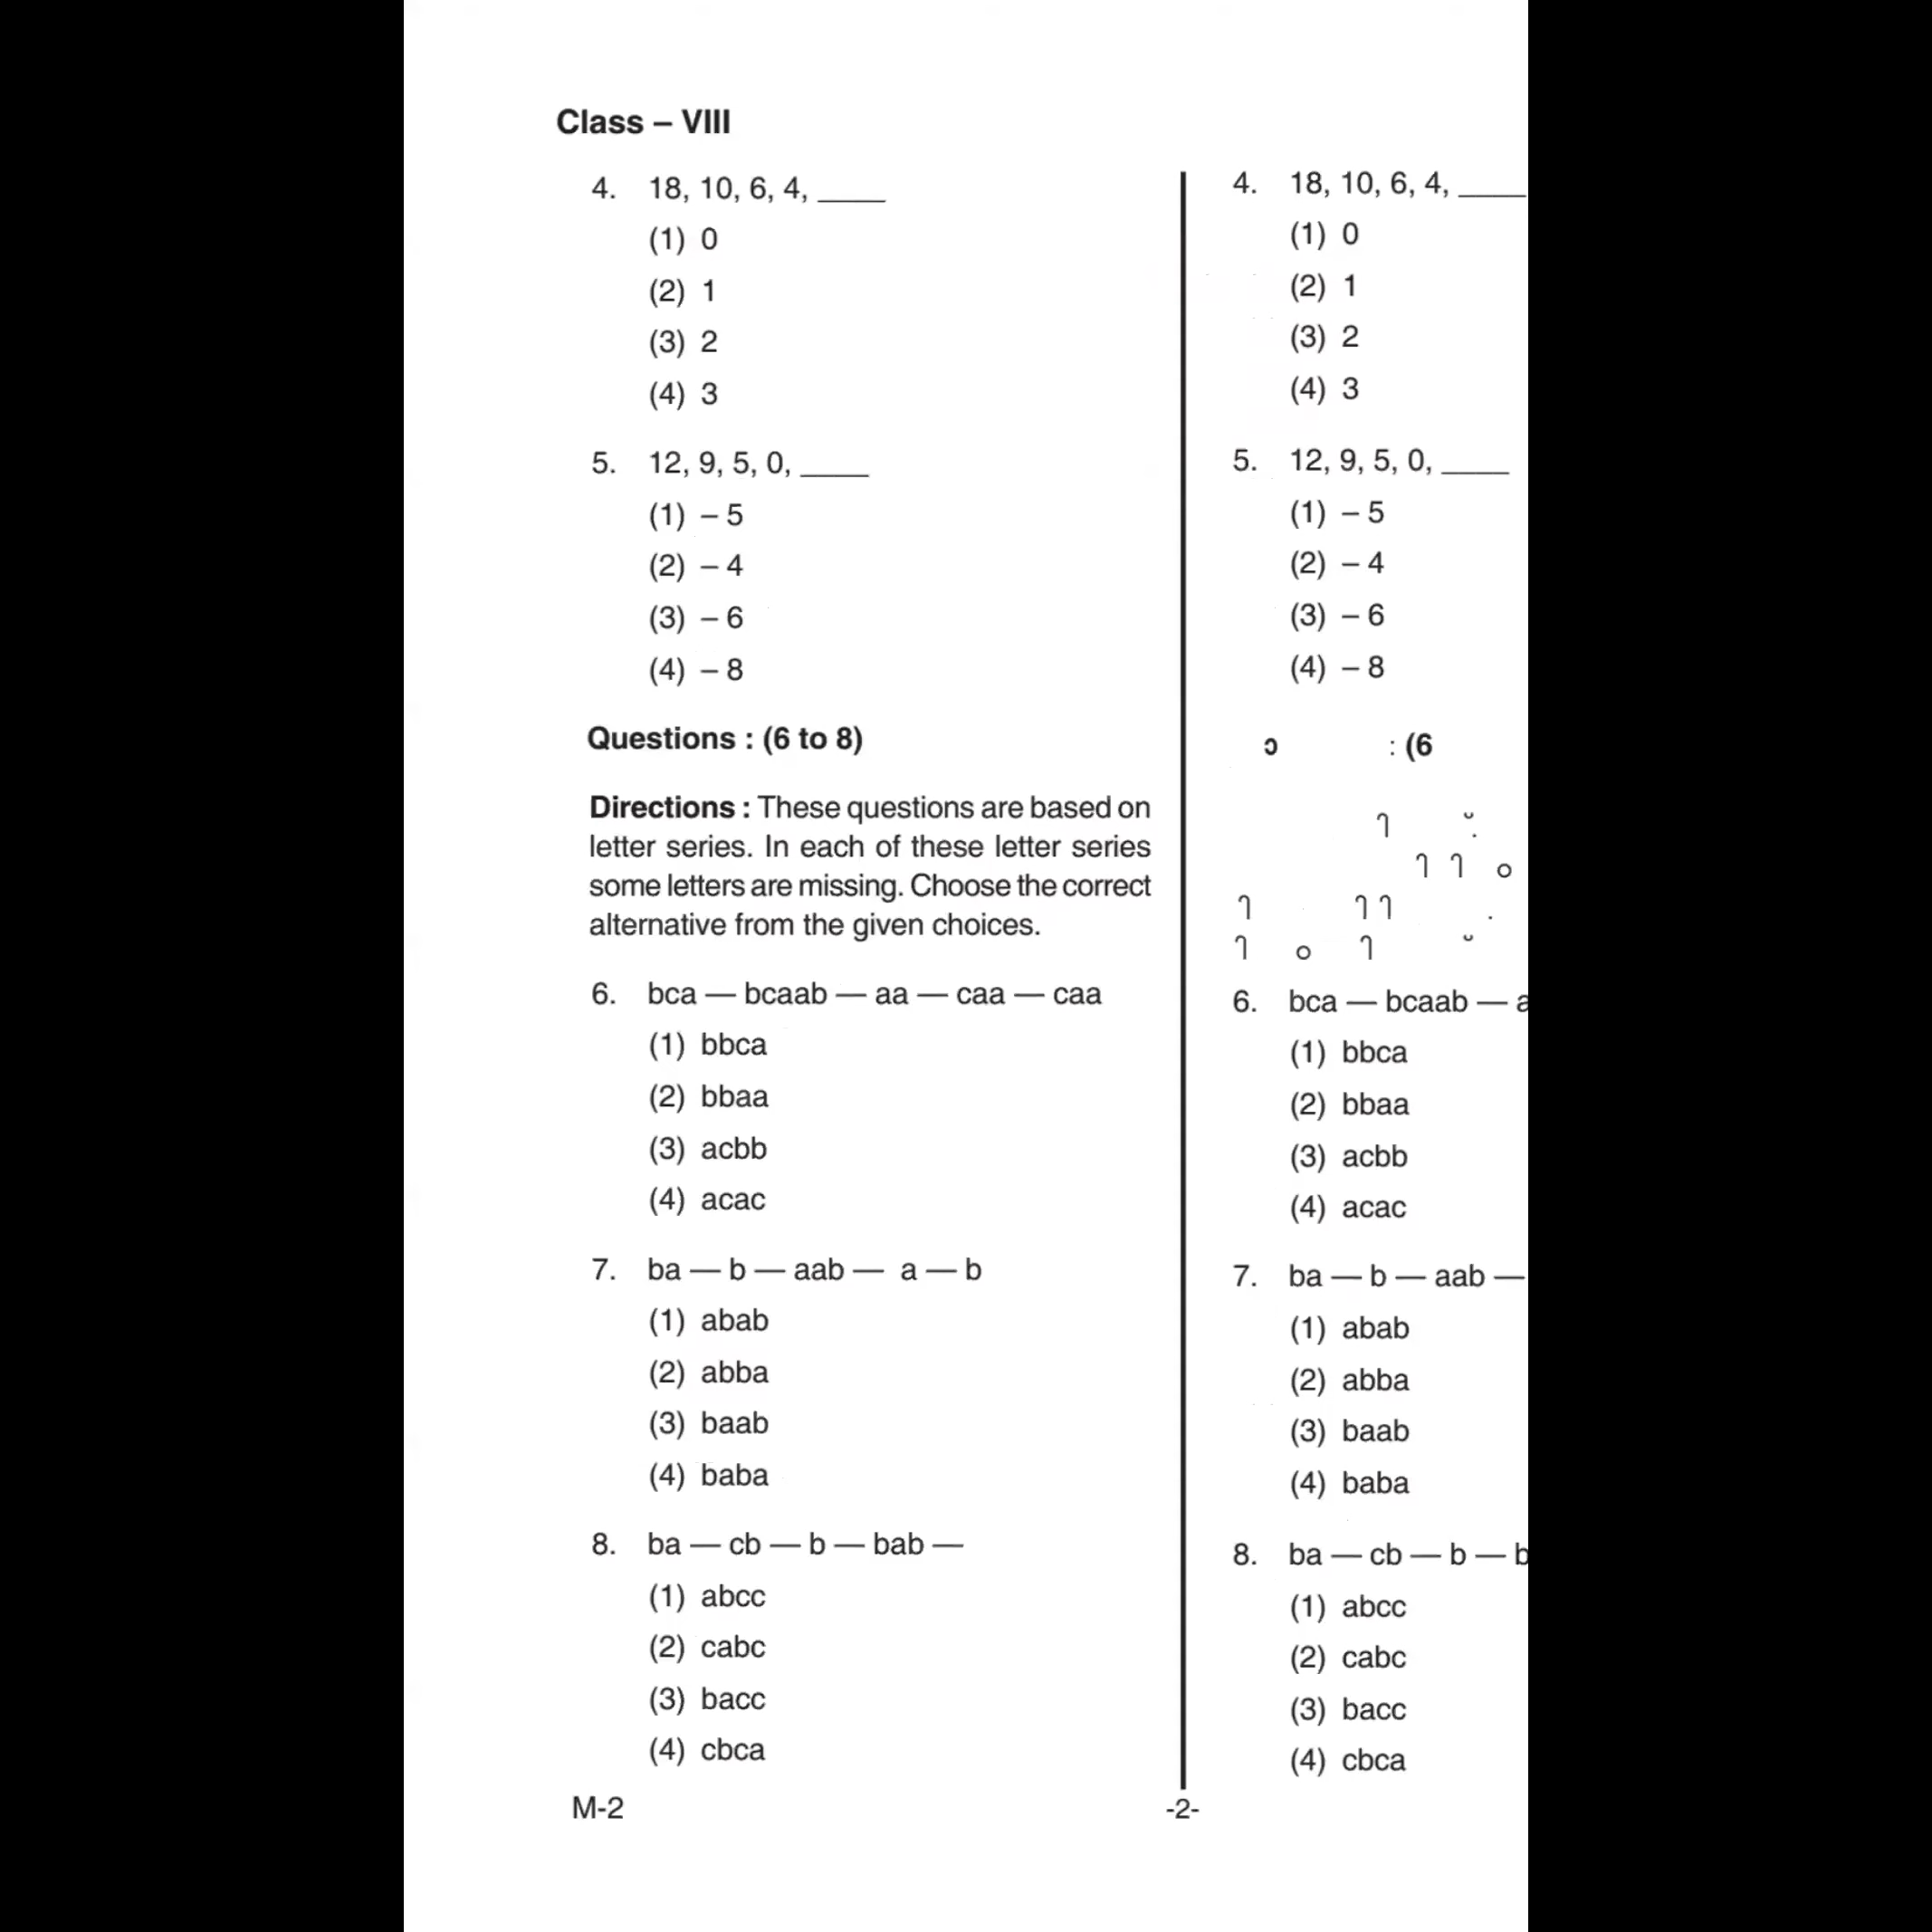 Class – VIII
4. 18, 10, 6, 4, ____
(1) 0
(2) 1
(3) 2
(4) 3
5. 12, 9, 5, 0, ____
(1) – 5
(2) – 4
(3) – 6
(4) – 8
Questions : (6 to 8)
Directions : These questions are based on
letter series. In each of these letter series
some letters are missing. Choose the correct
alternative from the given choices.
6. bca — bcaab — aa — caa — caa
(1) bbca
(2) bbaa
(3) acbb
(4) acac
7. ba — b — aab — a — b
(1) abab
(2) abba
(3) baab
(4) baba
8. ba — cb — b — bab —
(1) abcc
(2) cabc
(3) bacc
(4) cbca
4. 18, 10, 6, 4, ____
(1) 0
(2) 1
(3) 2
(4) 3
5. 12, 9, 5, 0, ____
(1) – 5
(2) – 4
(3) – 6
(4) – 8
: (6
6. bca — bcaab —
(1) bbca
(2) bbaa
(3) acbb
(4) acac
7. ba — b — aab —
(1) abab
(2) abba
(3) baab
(4) baba
8. ba — cb — b —
(1) abcc
(2) cabc
(3) bacc
(4) cbca
M-2
-2-